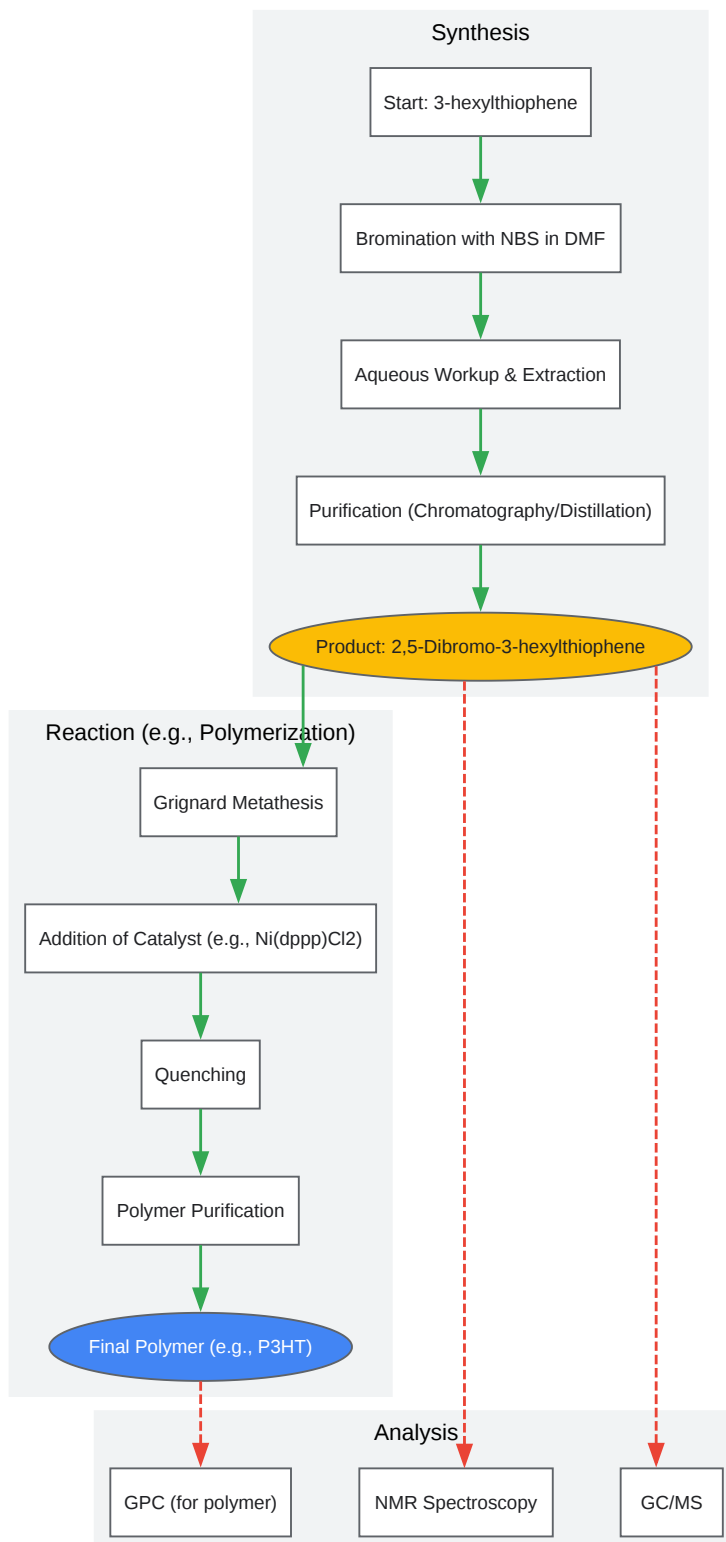 Synthesis
Start: 3-hexylthiophene
Bromination with NBS in DMF
Aqueous Workup & Extraction
Purification (Chromatography/Distillation)
Product: 2,5-Dibromo-3-hexylthiophene
Reaction (e.g., Polymerization)
Grignard Metathesis
Addition of Catalyst (e.g., Ni(dppp)Cl2)
Quenching
Polymer Purification
Final Polymer (e.g., P3HT)
Analysis
GPC (for polymer)
NMR Spectroscopy
GC/MS